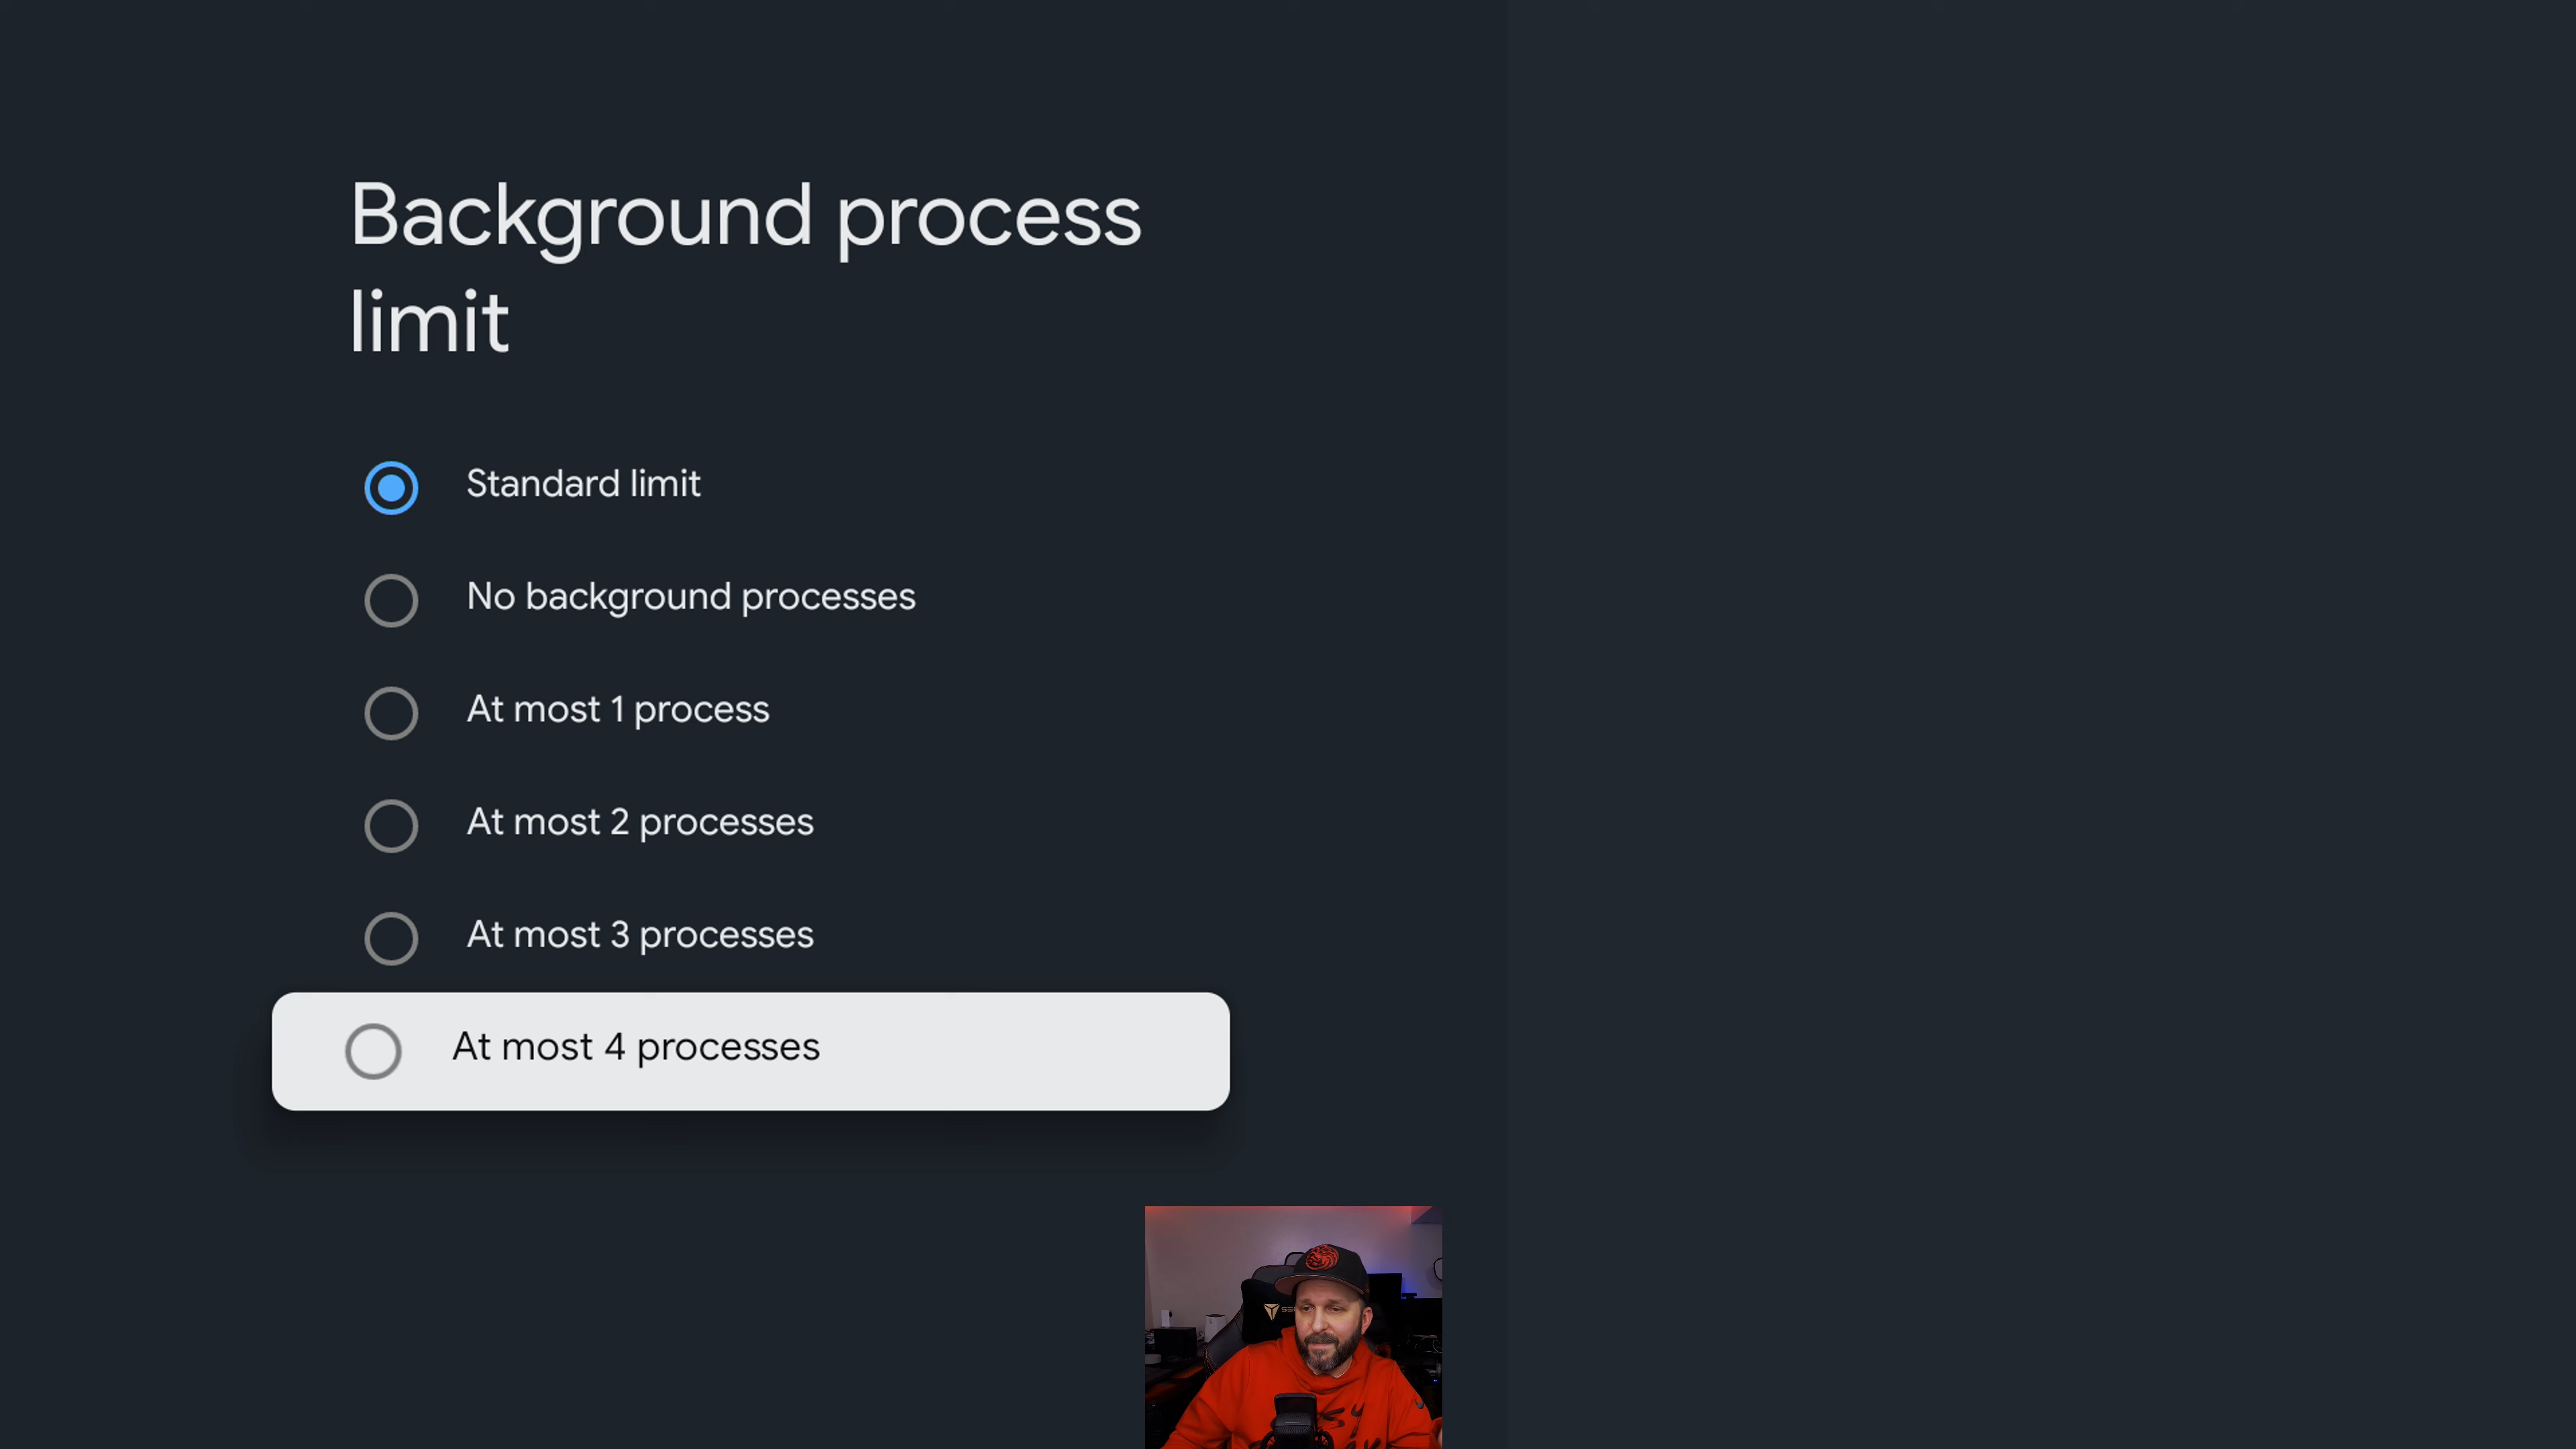 Background process
limit
Standard limit
No background processes
At most 1 process
At most 2 processes
At most 3 processes
At most 4 processes